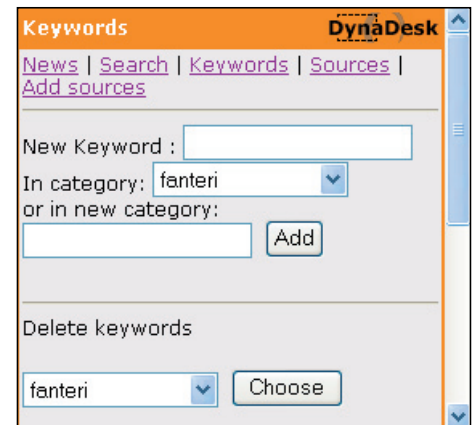 Keywords DynaDesk
News | Search | Keywords | Sources |
Add sources
New Keyword :
In category: fanteri
or in new category:
Add
Delete keywords
fanteri Choose